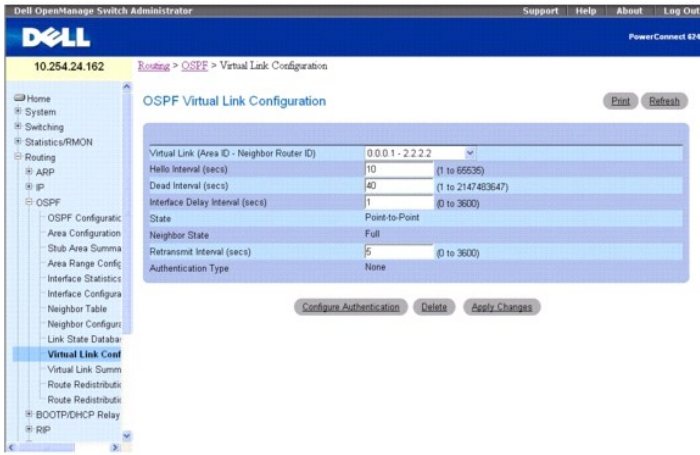 Dell OpenManage Switch Administrator
Support Help About Log Out
DELL
PowerConnect 624
10.254.24.162
Routing > OSPF > Virtual Link Configuration
Home
System
Switching
Statistics/RMON
Routing
ARP
IP
OSPF
OSPF Configuratic
Area Configuration
Stub Area Summa
Area Range Config
Interface Statistics
Interface Configura
Neighbor Table
Neighbor Configura
Link State Databas
Virtual Link Conf
Virtual Link Summ
Route Redistributic
Route Redistributic
BOOTP/DHCP Relay
RIP
OSPF Virtual Link Configuration
Print Refresh
Virtual Link (Area ID - Neighbor Router ID) 0.0.0.1 - 2.2.2.2
Hello Interval (secs) 10 (1 to 65535)
Dead Interval (secs) 40 (1 to 2147483647)
Interface Delay Interval (secs) 1 (0 to 3600)
State Point-to-Point
Neighbor State Full
Retransmit Interval (secs) 5 (0 to 3600)
Authentication Type None
Configure Authentication Delete Apply Changes